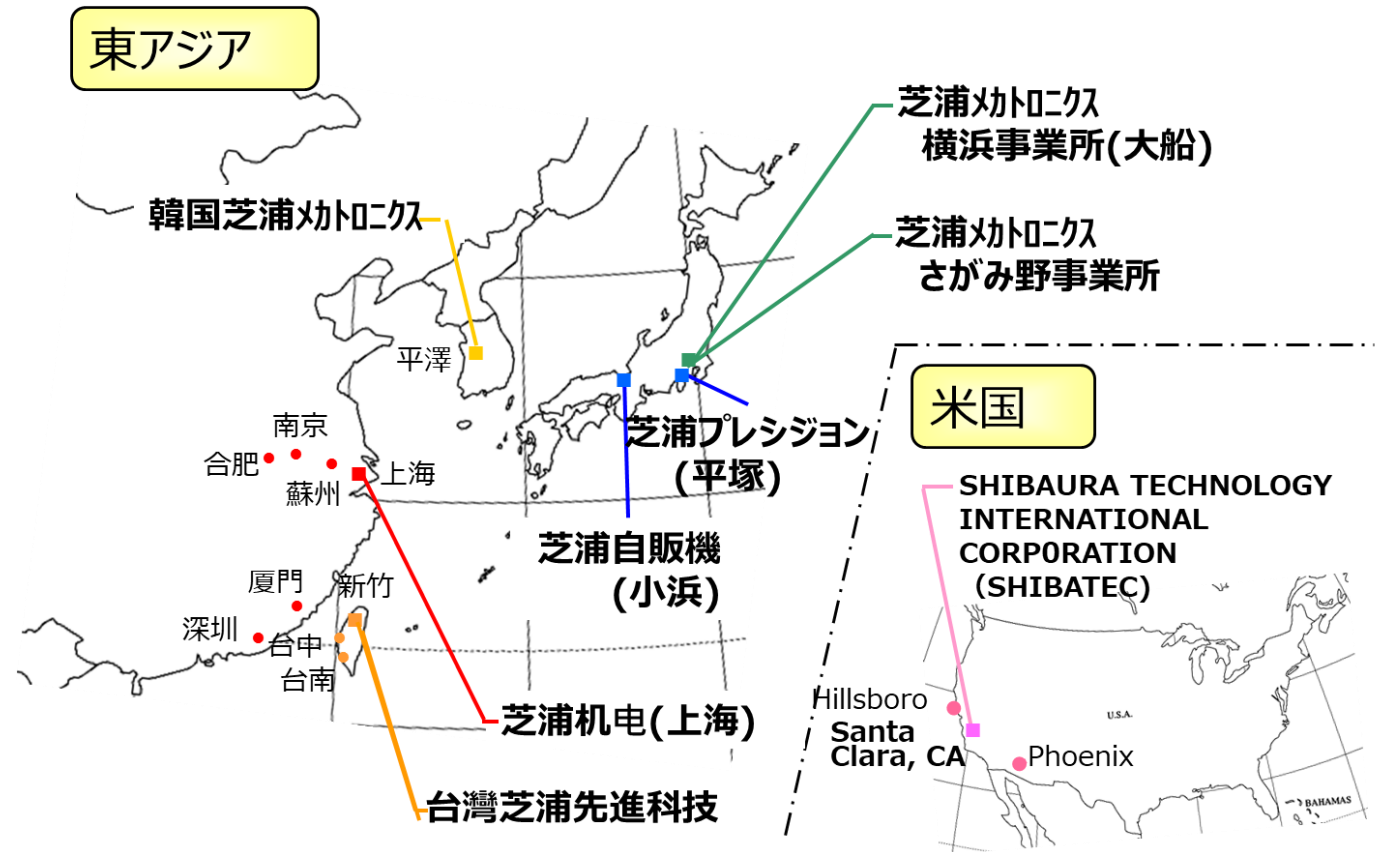 東アジア
芝浦ﾒｶﾄﾛﾆｸｽ
横浜事業所(大船)
韓国芝浦ﾒｶﾄﾛﾆｸｽ
芝浦ﾒｶﾄﾛﾆｸｽ
さがみ野事業所
平澤
米国
南京
芝浦プレシジョン
(平塚)
合肥
上海
蘇州
芝浦自販機
(小浜)
厦門
新竹
深圳
台中
台南
芝浦机电(上海)
台灣芝浦先進科技
SHIBAURA TECHNOLOGY
INTERNATIONAL
CORP0RATION
(SHIBATEC)
Hillsboro
U.S.A.
Santa
Clara, CA
Phoenix
BAHAMAS